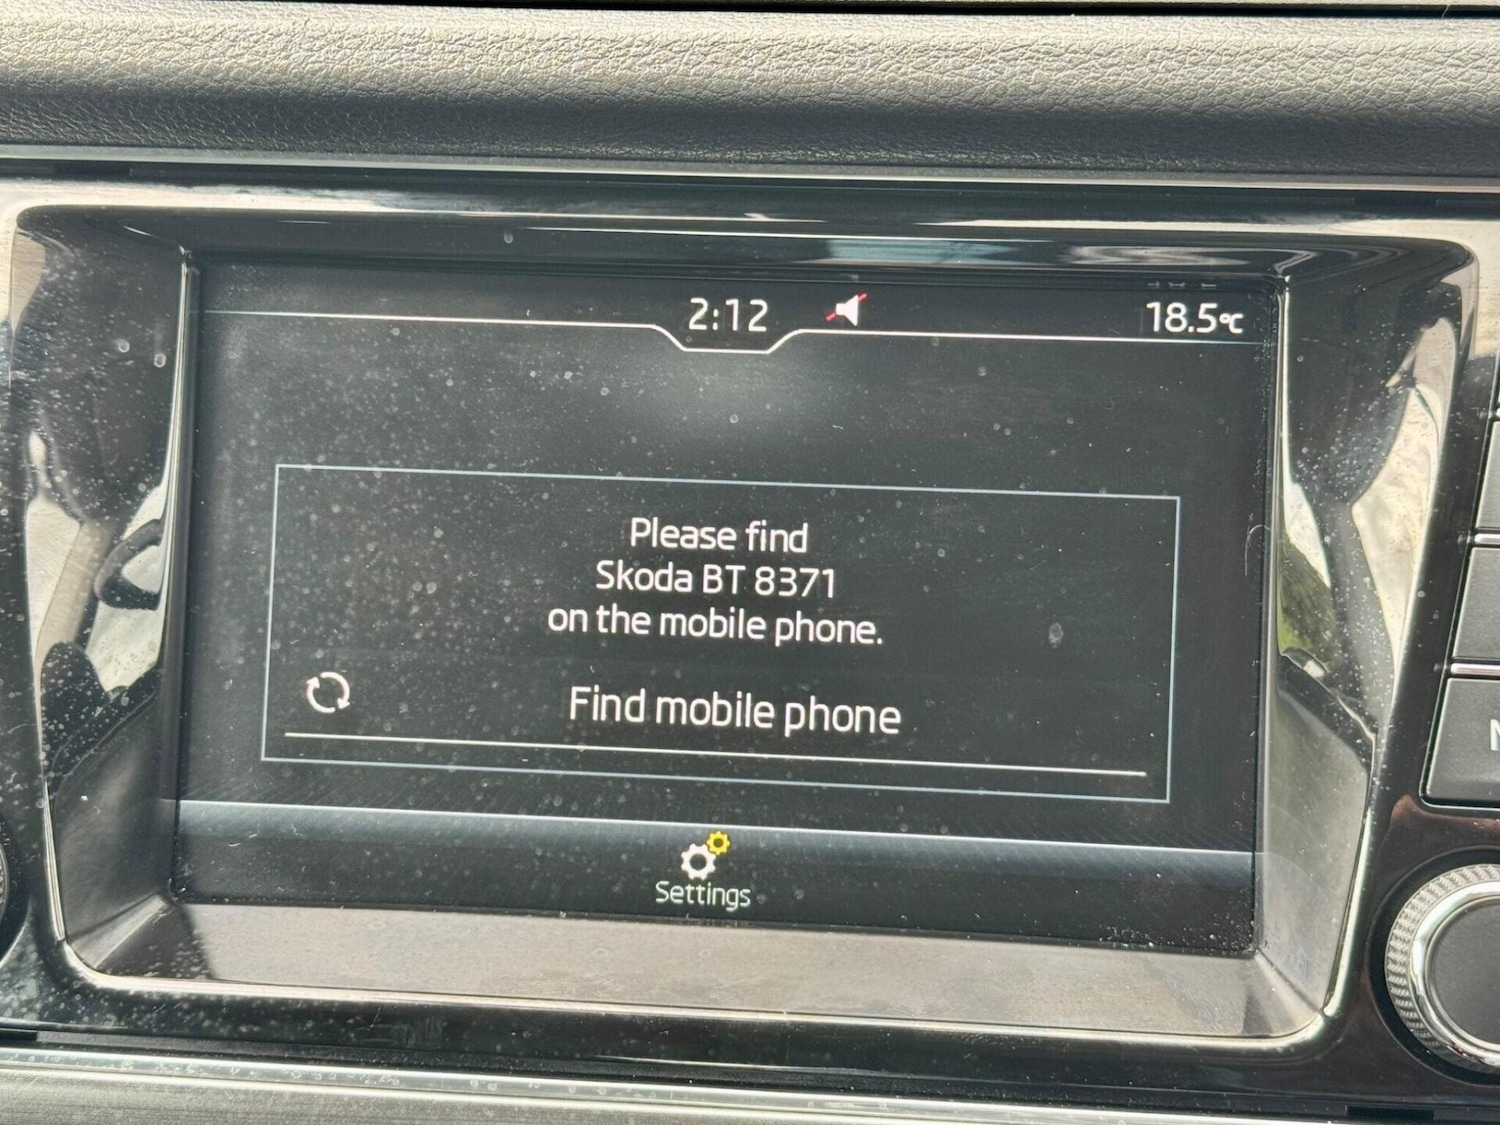 2:12
18.5°C
Please find
Skoda BT 8371
on the mobile phone.
Find mobile phone
Settings